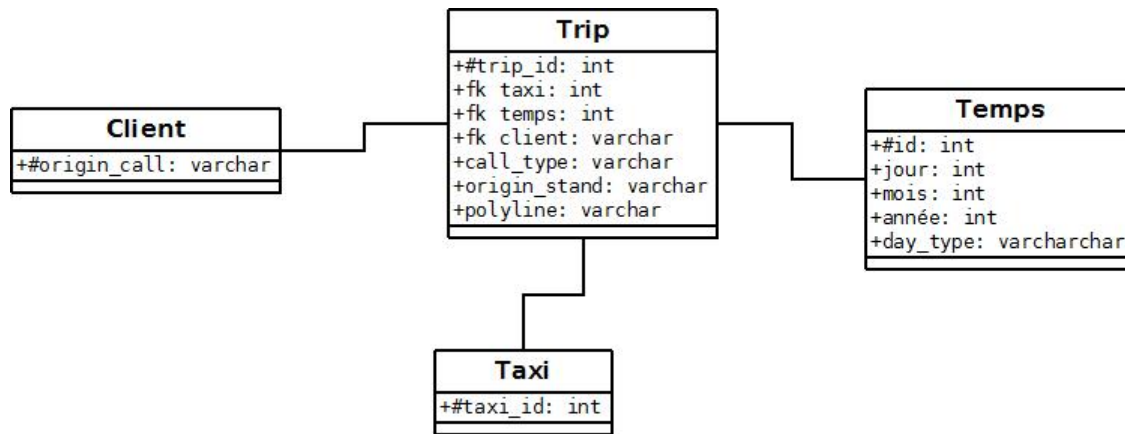 Trip
+#trip_id: int
+fk taxi: int
+fk temps: int
+fk client: varchar
+call_type: varchar
+origin_stand: varchar
+polyline: varchar
Client
+#origin_call: varchar
Temps
+#id: int
+jour: int
+mois: int
+année: int
+day_type: varcharchar
Taxi
+#taxi_id: int